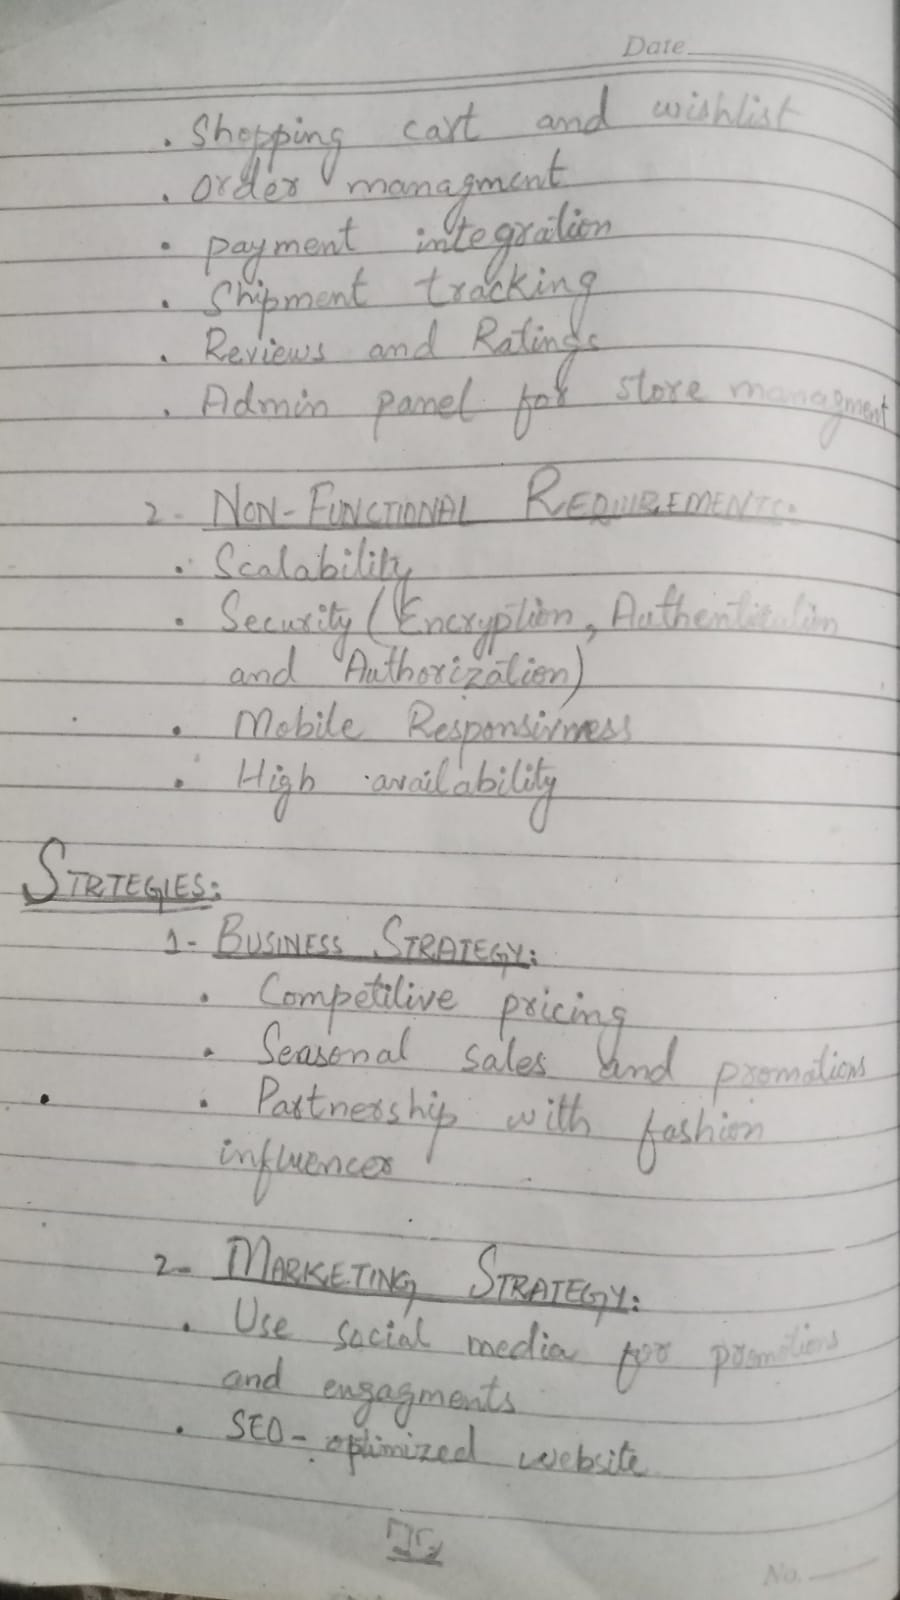 Date
. Shopping cart and wishlist
. Order managment
. payment integration
. Shipment tracking
. Reviews and Ratings
. Admin panel for store managment
2- NON-FUNCTIONAL REQUIREMENTS:
. Scalability
. Security (Encryption, Authentication
and Authorization)
. Mobile Responsivness
. High availability
STRTEGIES:
1- BUSINESS STRATEGY:
. Competitive pricing
. Seasonal sales and promotions
. Partnership with fashion
influencer
2- MARKETING STRATEGY:
. Use social media for promotions
and engagments
. SEO-optimized website
No.